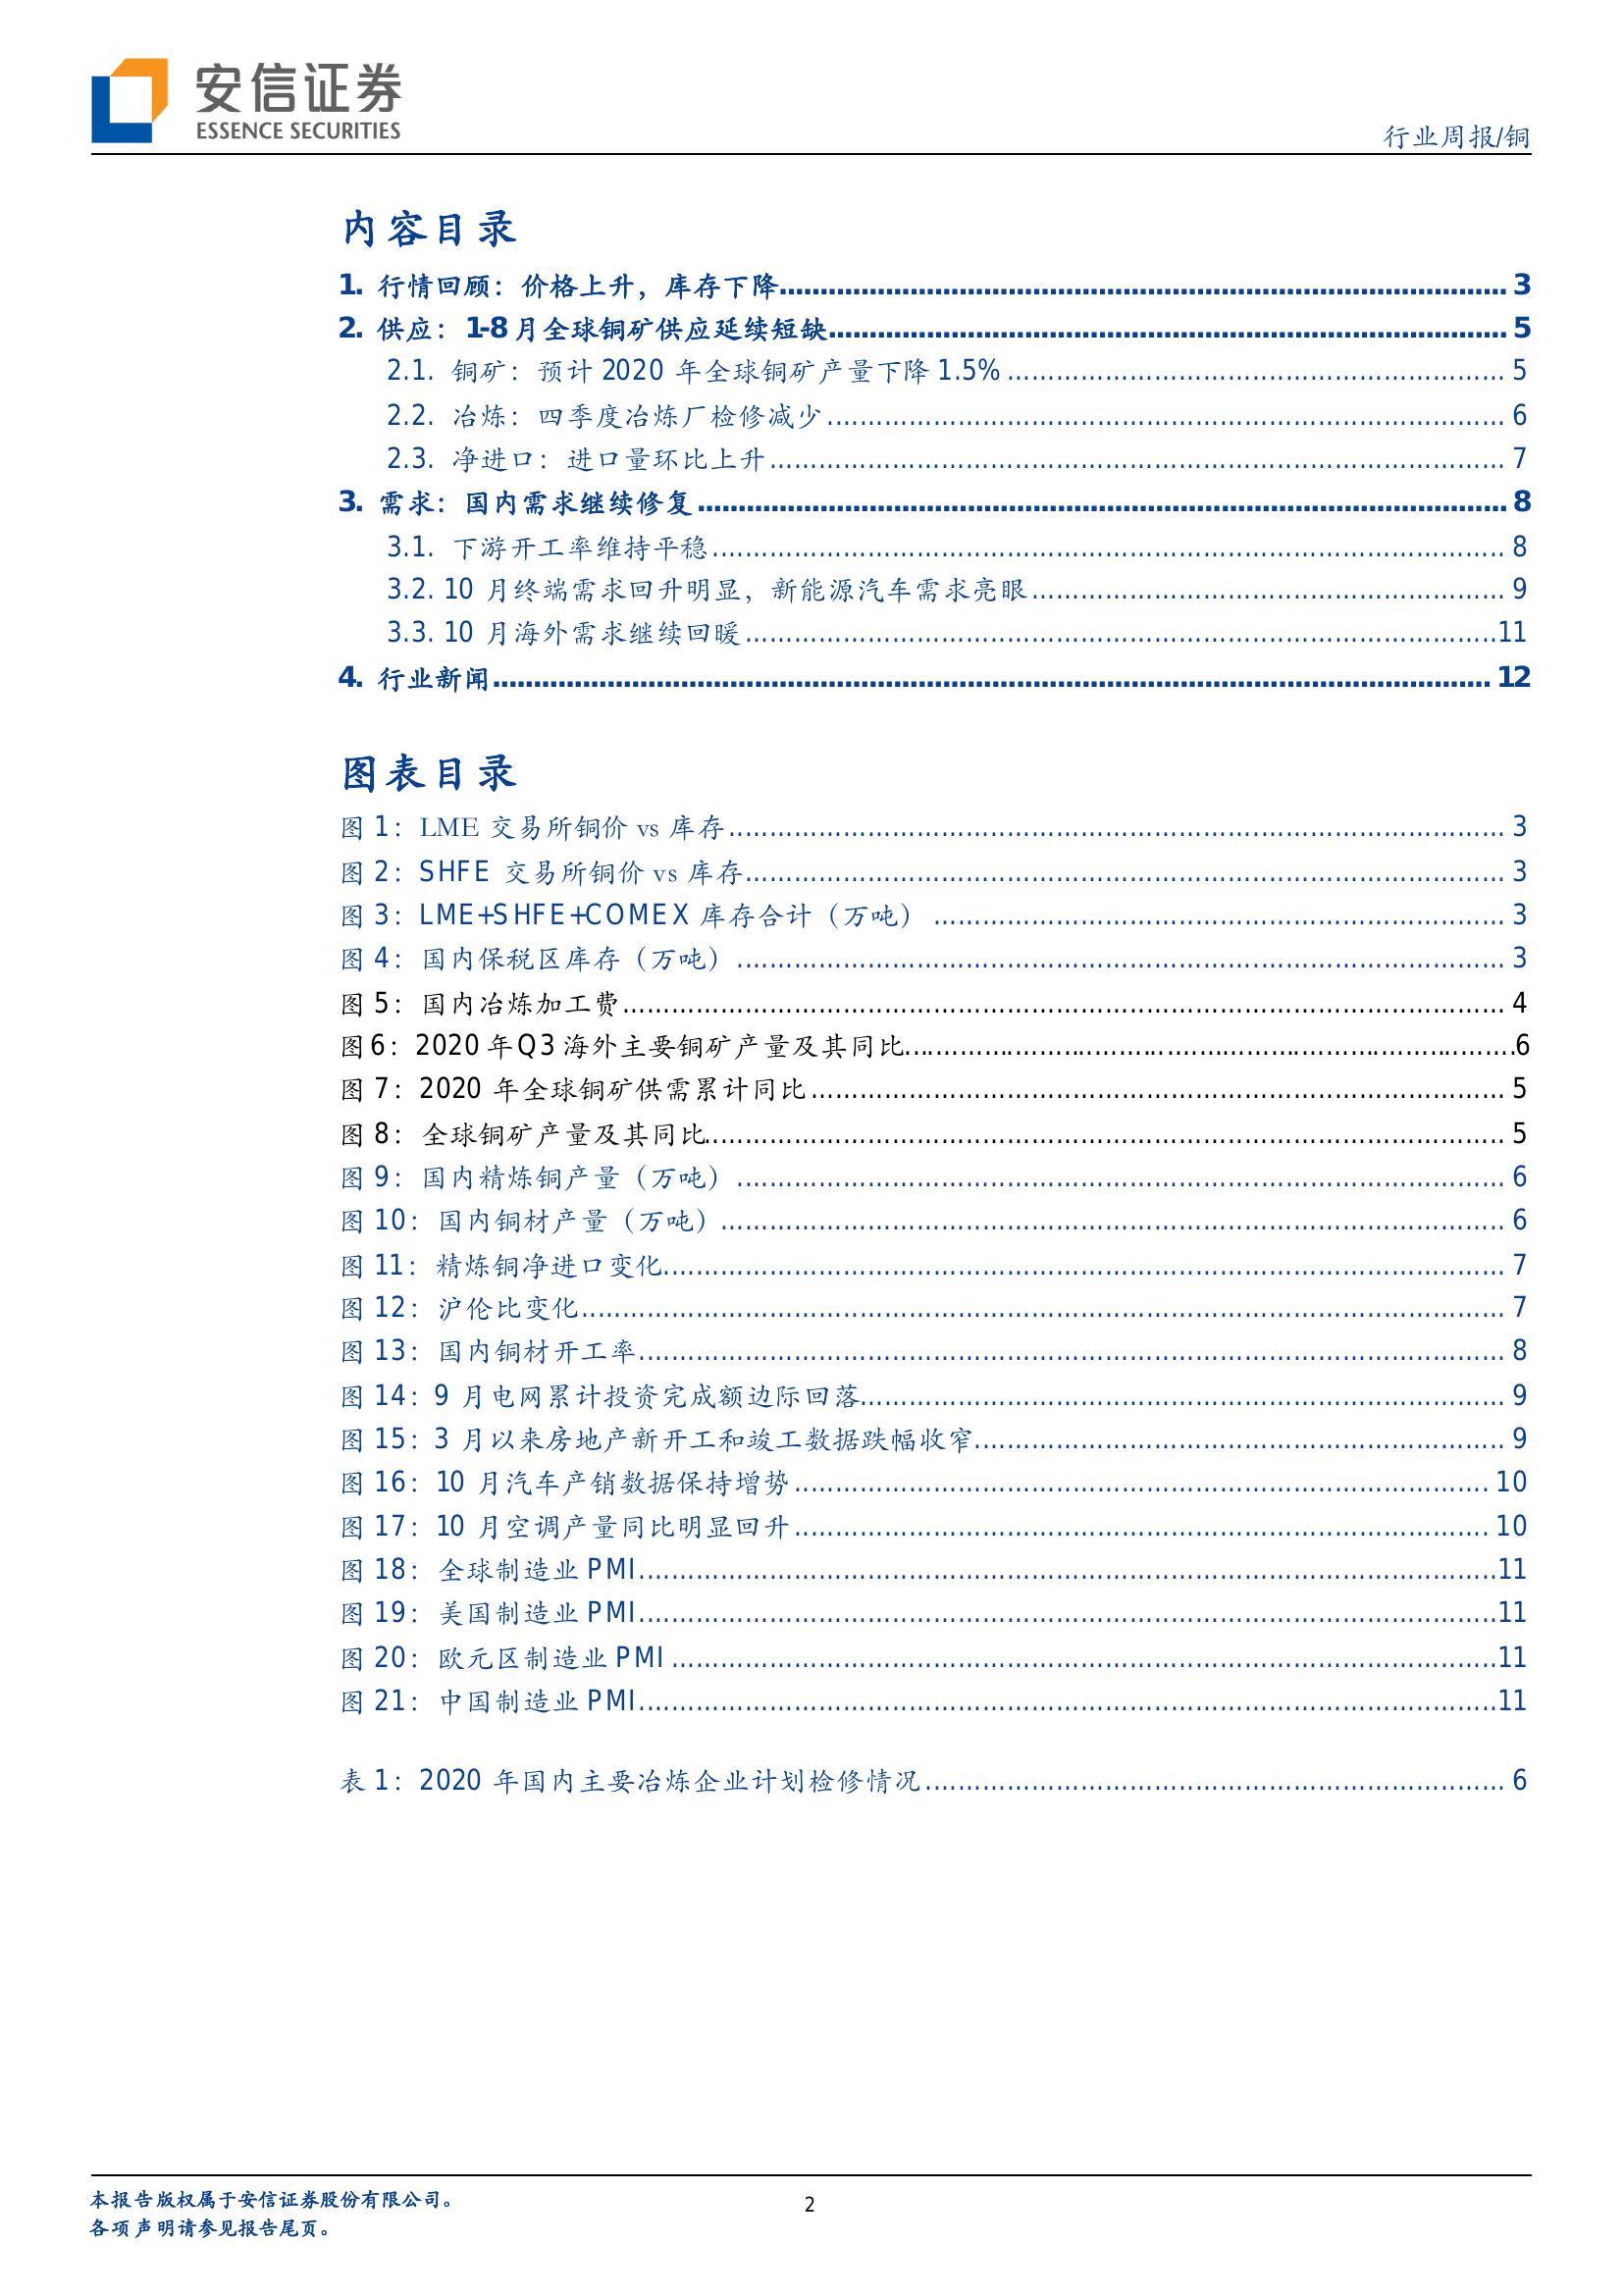 安信证券
ESSENCE SECURITIES
行业周报/铜
内容目录
1. 行情回顾：价格上升，库存下降 3
2. 供应：1-8 月全球铜矿供应延续短缺 5
2.1. 铜矿：预计 2020 年全球铜矿产量下降 1.5% 5
2.2. 冶炼：四季度冶炼厂检修减少 6
2.3. 净进口：进口量环比上升 7
3. 需求：国内需求继续修复 8
3.1. 下游开工率维持平稳 8
3.2. 10 月终端需求回升明显，新能源汽车需求亮眼 9
3.3. 10 月海外需求继续回暖 11
4. 行业新闻 12
图表目录
图 1：LME 交易所铜价 vs 库存 3
图 2：SHFE 交易所铜价 vs 库存 3
图 3：LME+SHFE+COMEX 库存合计（万吨） 3
图 4：国内保税区库存（万吨） 3
图 5：国内冶炼加工费 4
图 6：2020 年 Q3 海外主要铜矿产量及其同比 6
图 7：2020 年全球铜矿供需累计同比 5
图 8：全球铜矿产量及其同比 5
图 9：国内精炼铜产量（万吨） 6
图 10：国内铜材产量（万吨） 6
图 11：精炼铜净进口变化 7
图 12：沪伦比变化 7
图 13：国内铜材开工率 8
图 14：9 月电网累计投资完成额边际回落 9
图 15：3 月以来房地产新开工和竣工数据跌幅收窄 9
图 16：10 月汽车产销数据保持增势 10
图 17：10 月空调产量同比明显回升 10
图 18：全球制造业 PMI 11
图 19：美国制造业 PMI 11
图 20：欧元区制造业 PMI 11
图 21：中国制造业 PMI 11
表 1：2020 年国内主要冶炼企业计划检修情况 6
本报告版权属于安信证券股份有限公司。
各项声明请参见报告尾页。
2